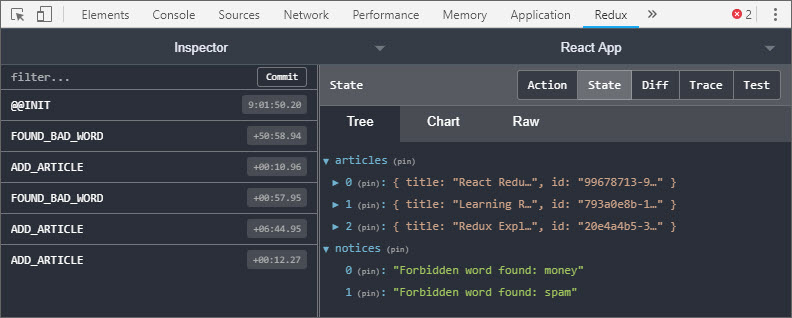 Elements Console Sources Network Performance Memory Application Redux » 2
Inspector React App
filter... Commit
@@INIT 9:01:50.20
FOUND_BAD_WORD +50:58.94
ADD_ARTICLE +00:10.96
FOUND_BAD_WORD +00:57.95
ADD_ARTICLE +06:44.95
ADD_ARTICLE +00:12.27
State Action State Diff Trace Test
Tree Chart Raw
articles (pin)
0 (pin): { title: "React Redu…", id: "99678713-9…" }
1 (pin): { title: "Learning R…", id: "793a0e8b-1…" }
2 (pin): { title: "Redux Expl…", id: "20e4a4b5-3…" }
notices (pin)
0 (pin): "Forbidden word found: money"
1 (pin): "Forbidden word found: spam"